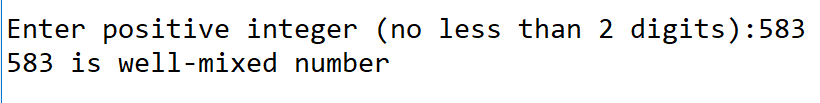 Enter positive integer (no less than 2 digits):583
583 is well-mixed number